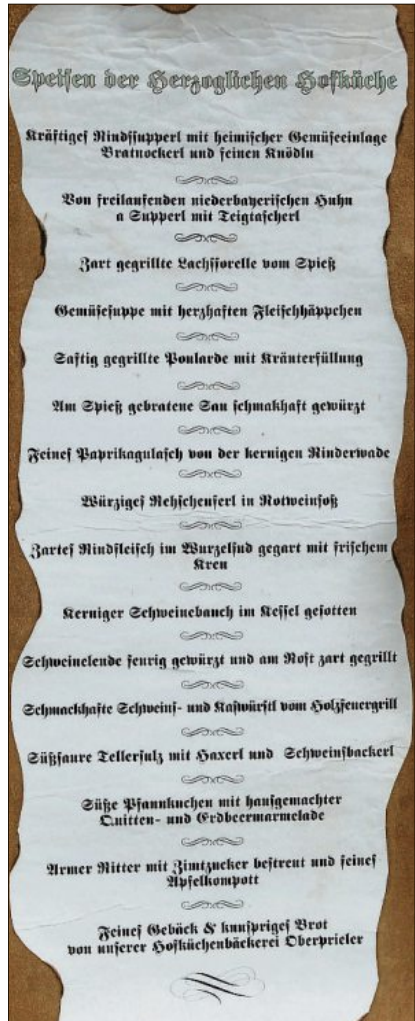 Speisen der Herzoglichen Hofküche
Kräftiges Rindssupperl mit heimischer Gemüseeinlage
Bratnockerl und feinen Knödln
Von freilaufenden niederbayerischen Huhn
a Supperl mit Teigtascherl
Zart gegrillte Lachsforelle vom Spieß
Gemüsesuppe mit herzhaften Fleischhäppchen
Saftig gegrillte Poularde mit Kräuterfüllung
Am Spieß gebratene Sau schmakhaft gewürzt
Feines Paprikagulasch von der kernigen Rinderwade
Würziges Rehschenkerl in Rotweinsoß
Zartes Rindfleisch im Wurzelsud gegart mit frischem
Kren
Kerniger Schweinebauch im Kessel gesotten
Schweinelende feurig gewürzt und am Rost zart gegrillt
Schmackhafte Schweins- und Kaswürstl vom Holzfeuergrill
Süßsaure Tellersulz mit Haxerl und Schweinsbackerl
Süße Pfannkuchen mit hausgemachter
Quitten- und Erdbeermarmelade
Armer Ritter mit Zimtzucker bestreut und feines
Apfelkompott
Feines Gebäck & knuspriges Brot
von unserer Hofküchenbäckerei Oberprieler